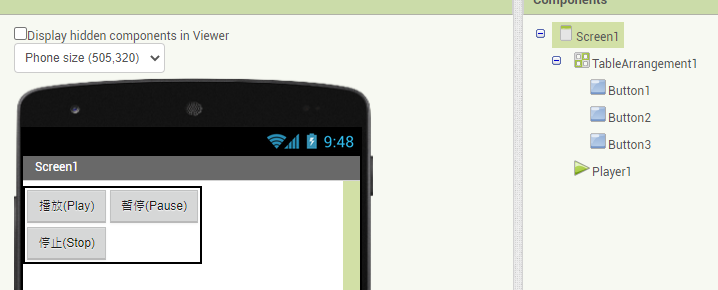 Components
Display hidden components in Viewer
Phone size (505,320)
9:48
Screen1
播放(Play)
暫停(Pause)
停止(Stop)
Screen1
TableArrangement1
Button1
Button2
Button3
Player1